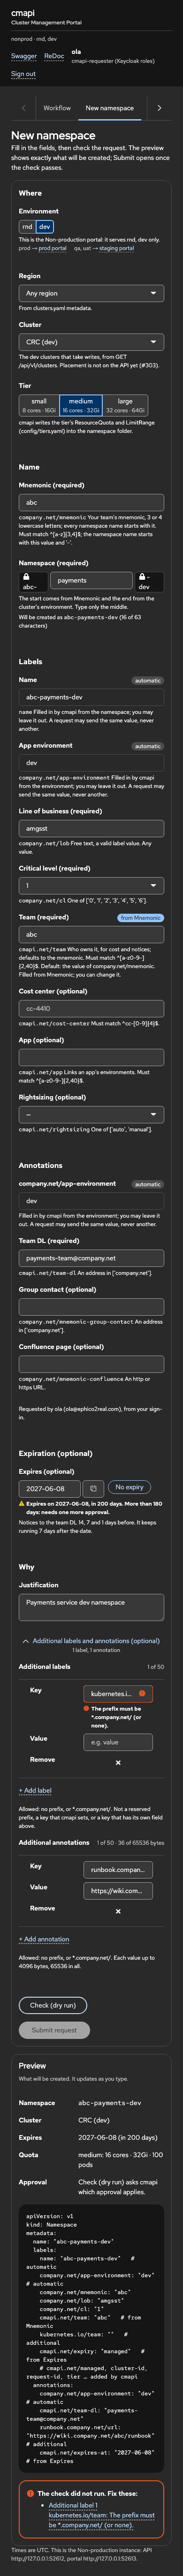 cmapi
Cluster Management Portal
nonprod · rnd, dev
Swagger ReDoc
ola
cmapi-requester (Keycloak roles)
Sign out
Workflow New namespace
New namespace
Fill in the fields, then check the request. The preview
shows exactly what will be created; Submit opens once
the check passes.
Where
Environment
rnd dev
This is the Non-production portal: it serves rnd, dev only.
prod → prod portal qa, uat → staging portal
Region
Any region
From clusters.yaml metadata.
Cluster
CRC (dev)
The dev clusters that take writes, from GET
/api/v1/clusters. Placement is not on the API yet (#303).
Tier
small
8 cores · 16Gi
medium
16 cores · 32Gi
large
32 cores · 64Gi
cmapi writes the tier's ResourceQuota and LimitRange
(config/tiers.yaml) into the namespace folder.
Name
Mnemonic (required)
abc
company.net/mnemonic Your team's mnemonic, 3 or 4
lowercase letters; every namespace name starts with it.
Must match ^[a-z]{3,4}$; the namespace name starts
with this value and '-'.
Namespace (required)
abc-
payments
-dev
The start comes from Mnemonic and the end from the
cluster's environment. Type only the middle.
Will be created as abc-payments-dev (16 of 63
characters)
Labels
Name automatic
abc-payments-dev
name Filled in by cmapi from the namespace; you may
leave it out. A request may send the same value, never
another.
App environment automatic
dev
company.net/app-environment Filled in by cmapi
from the environment; you may leave it out. A request may
send the same value, never another.
Line of business (required)
amgsst
company.net/lob Free text, a valid label value. Any
value.
Critical level (required)
1
company.net/cl One of ['0', '1', '2', '3', '4', '5', '6'].
Team (required) from Mnemonic
abc
cmapi.net/team Who owns it, for cost and notices;
defaults to the mnemonic. Must match ^[a-z0-9-]
{2,40}$. Default: the value of company.net/mnemonic.
Filled from Mnemonic; you can change it.
Cost center (optional)
cc-4410
cmapi.net/cost-center Must match ^cc-[0-9]{4}$.
App (optional)
cmapi.net/app Links an app's environments. Must
match ^[a-z0-9-]{2,40}$.
Rightsizing (optional)
—
cmapi.net/rightsizing One of ['auto', 'manual'].
Annotations
company.net/app-environment automatic
dev
Filled in by cmapi from the environment; you may leave it
out. A request may send the same value, never another.
Team DL (required)
payments-team@company.net
cmapi.net/team-dl An address in ['company.net'].
Group contact (optional)
company.net/mnemonic-group-contact An address
in ['company.net'].
Confluence page (optional)
company.net/mnemonic-confluence An http or
https URL.
Requested by ola (ola@ephico2real.com), from your sign-
in.
Expiration (optional)
Expires (optional)
2027-06-08 No expiry
Expires on 2027-06-08, in 200 days. More than 180
days: needs one more approval.
Notices to the team DL 14, 7 and 1 days before. It keeps
running 7 days after the date.
Why
Justification
Payments service dev namespace
Additional labels and annotations (optional)
1 label, 1 annotation
Additional labels 1 of 50
Key
kubernetes.i...
The prefix must be
*.company.net/ (or
none).
Value
e.g. value
Remove
+ Add label
Allowed: no prefix, or *.company.net/. Not a reserved
prefix, a key that cmapi sets, or a key that has its own field
above.
Additional annotations 1 of 50 · 36 of 65536 bytes
Key
runbook.compan...
Value
https://wiki.com...
Remove
+ Add annotation
Allowed: no prefix, or *.company.net/. Each value up to
4096 bytes, 65536 in all.
Check (dry run)
Submit request
Preview
What will be created. It updates as you type.
Namespace abc-payments-dev
Cluster CRC (dev)
Expires 2027-06-08 (in 200 days)
Quota medium: 16 cores · 32Gi · 100
pods
Approval Check (dry run) asks cmapi
which approval applies.
apiVersion: v1
kind: Namespace
metadata:
name: "abc-payments-dev"
labels:
name: "abc-payments-dev" #
automatic
company.net/app-environment: "dev"
# automatic
company.net/mnemonic: "abc"
company.net/lob: "amgsst"
company.net/cl: "1"
cmapi.net/team: "abc" # from
Mnemonic
kubernetes.io/team: "" #
additional
cmapi.net/expiry: "managed" #
from Expires
# cmapi.net/managed, cluster-id,
request-id, tier … added by cmapi
annotations:
company.net/app-environment: "dev"
# automatic
cmapi.net/team-dl: "payments-
team@company.net"
runbook.company.net/url:
"https://wiki.company.net/abc/runbook"
# additional
cmapi.net/expires-at: "2027-06-08"
# from Expires
The check did not run. Fix these:
Additional label 1
kubernetes.io/team: The prefix must
be *.company.net/ (or none).
Times are UTC. This is the Non-production instance: API
http://127.0.0.1:52612, portal http://127.0.0.1:52613.